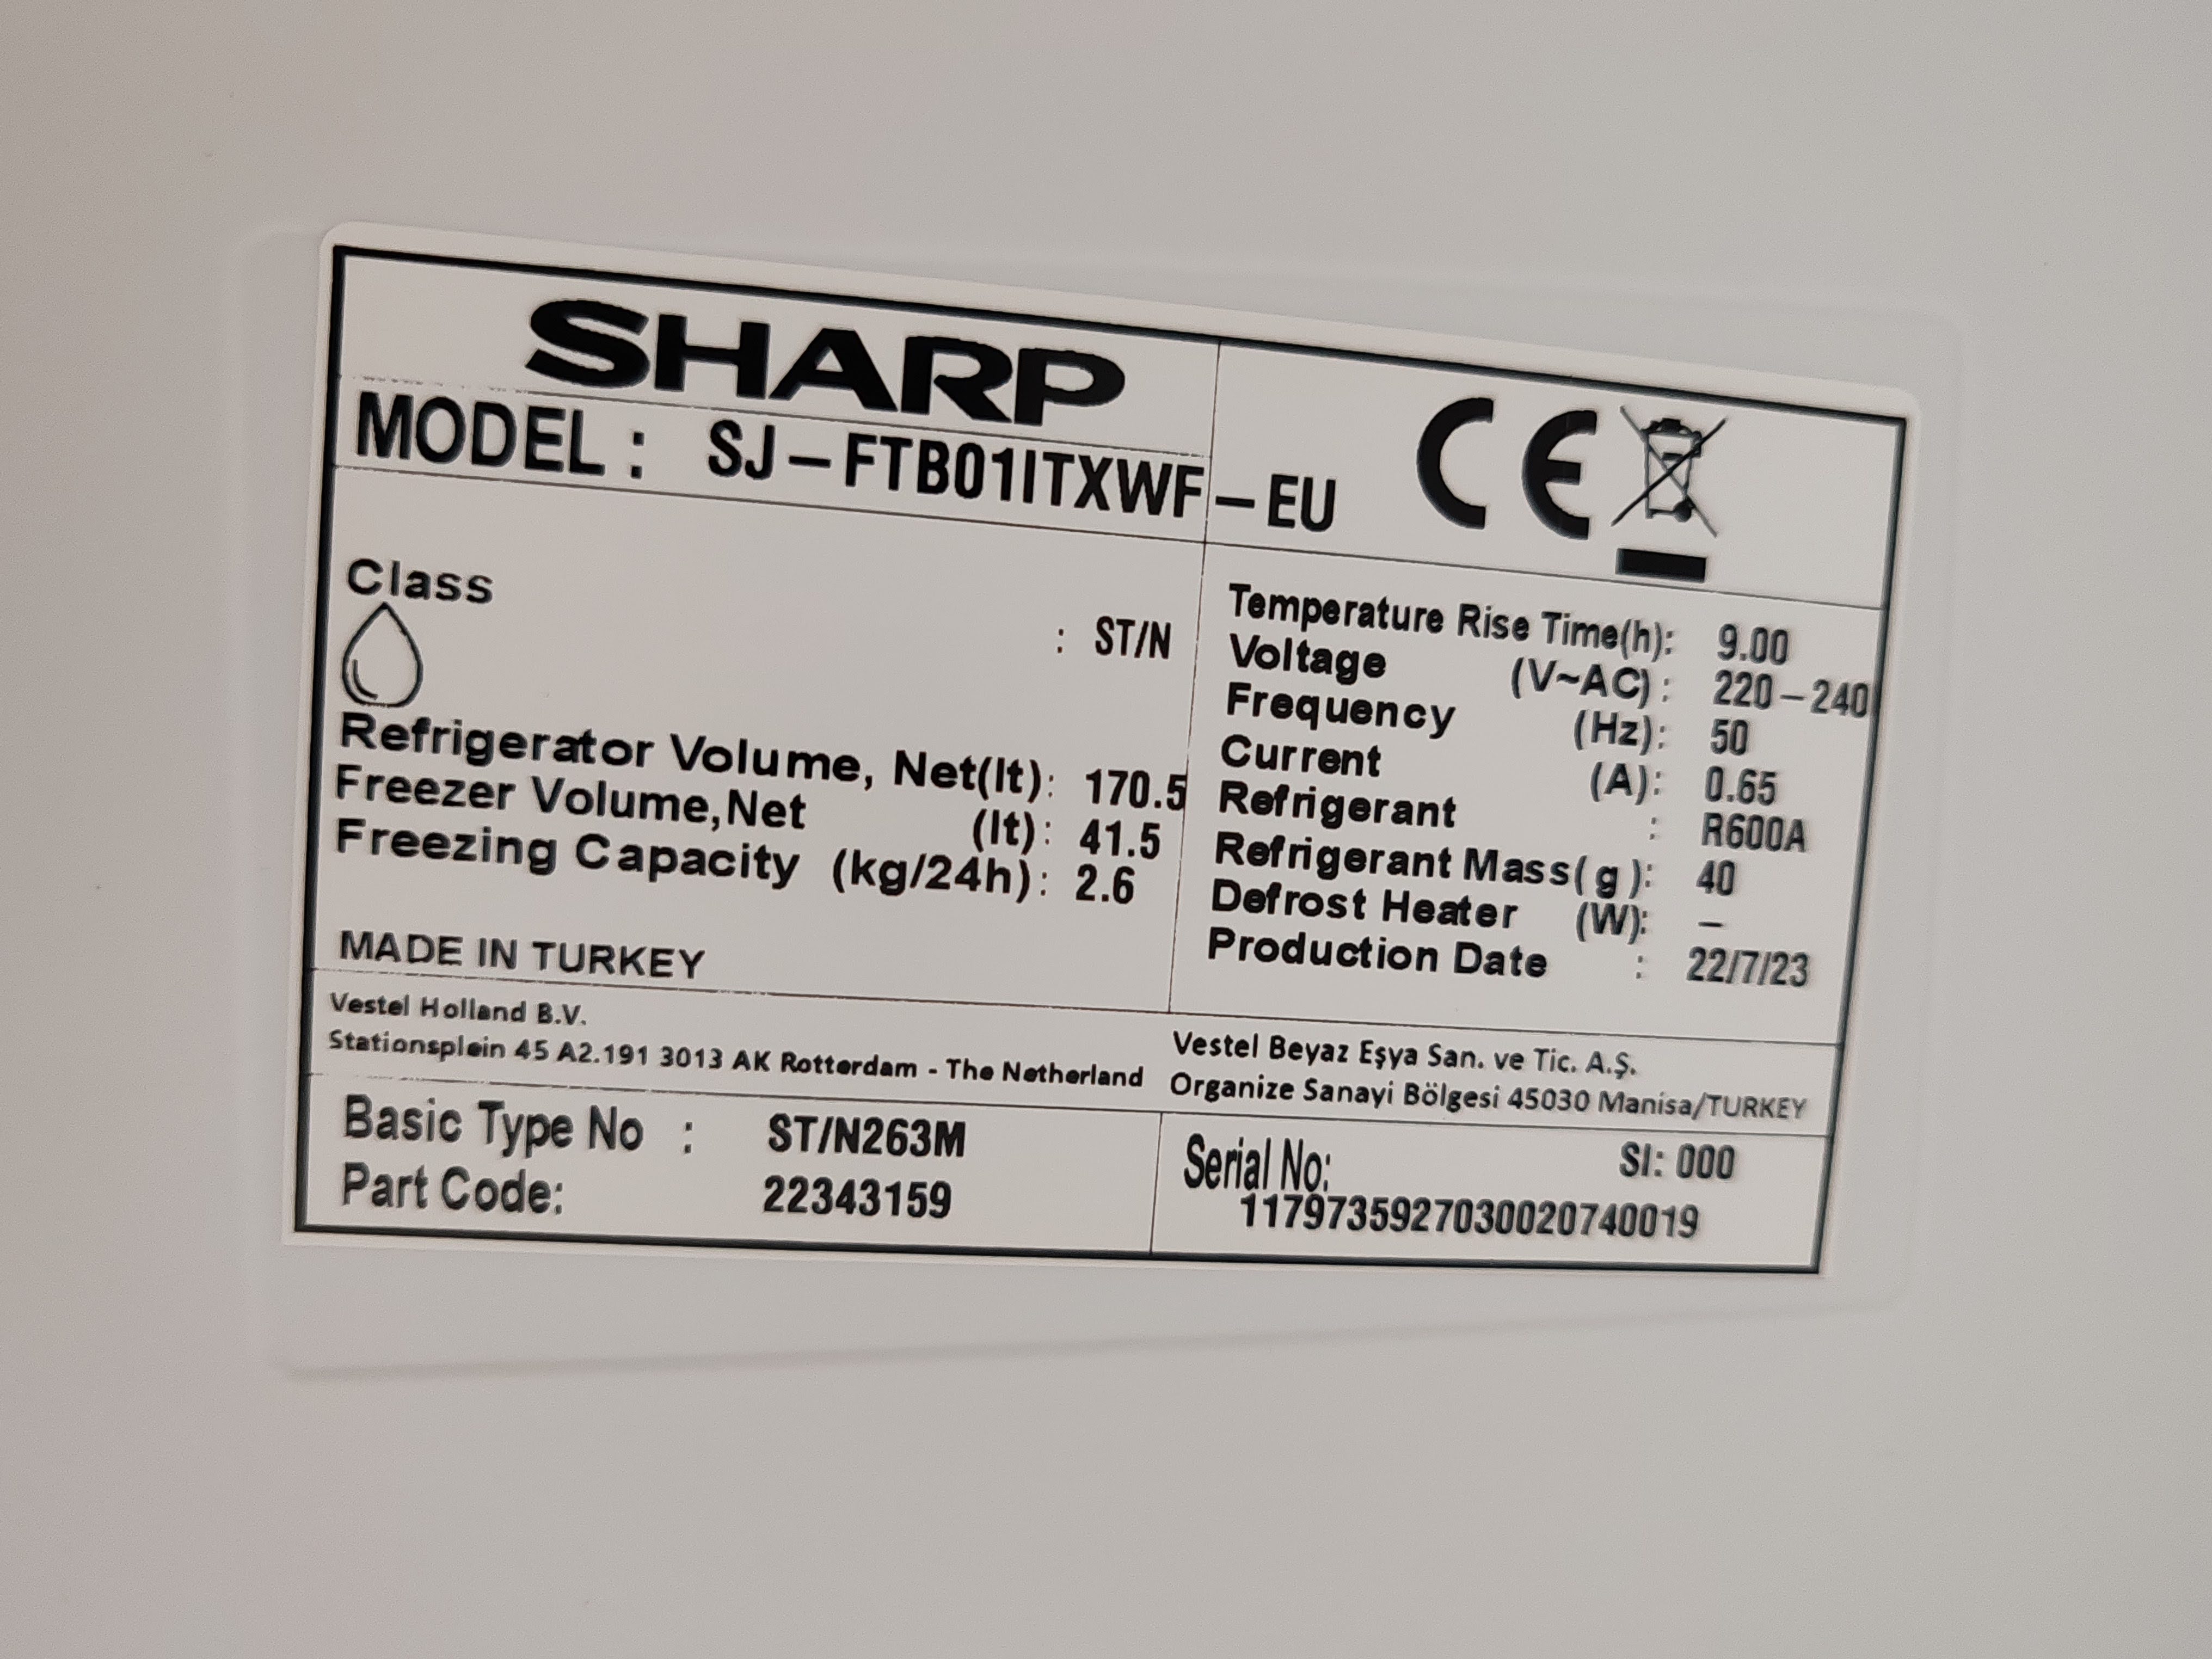 SHARP
MODEL : SJ-FTB01ITXWF-EU
CE
Class : ST/N
Refrigerator Volume, Net(lt): 170.5
Freezer Volume,Net (lt): 41.5
Freezing Capacity (kg/24h): 2.6
MADE IN TURKEY
Temperature Rise Time(h): 9.00
Voltage (V~AC) : 220-240
Frequency (Hz): 50
Current (A): 0.65
Refrigerant : R600A
Refrigerant Mass(g): 40
Defrost Heater (W): -
Production Date : 22/7/23
Vestel Holland B.V.
Stationsplein 45 A2.191 3013 AK Rotterdam - The Netherland
Vestel Beyaz Eşya San. ve Tic. A.Ş.
Organize Sanayi Bölgesi 45030 Manisa/TURKEY
Basic Type No : ST/N263M
Part Code: 22343159
Serial No: SI: 000
1179735927030020740019